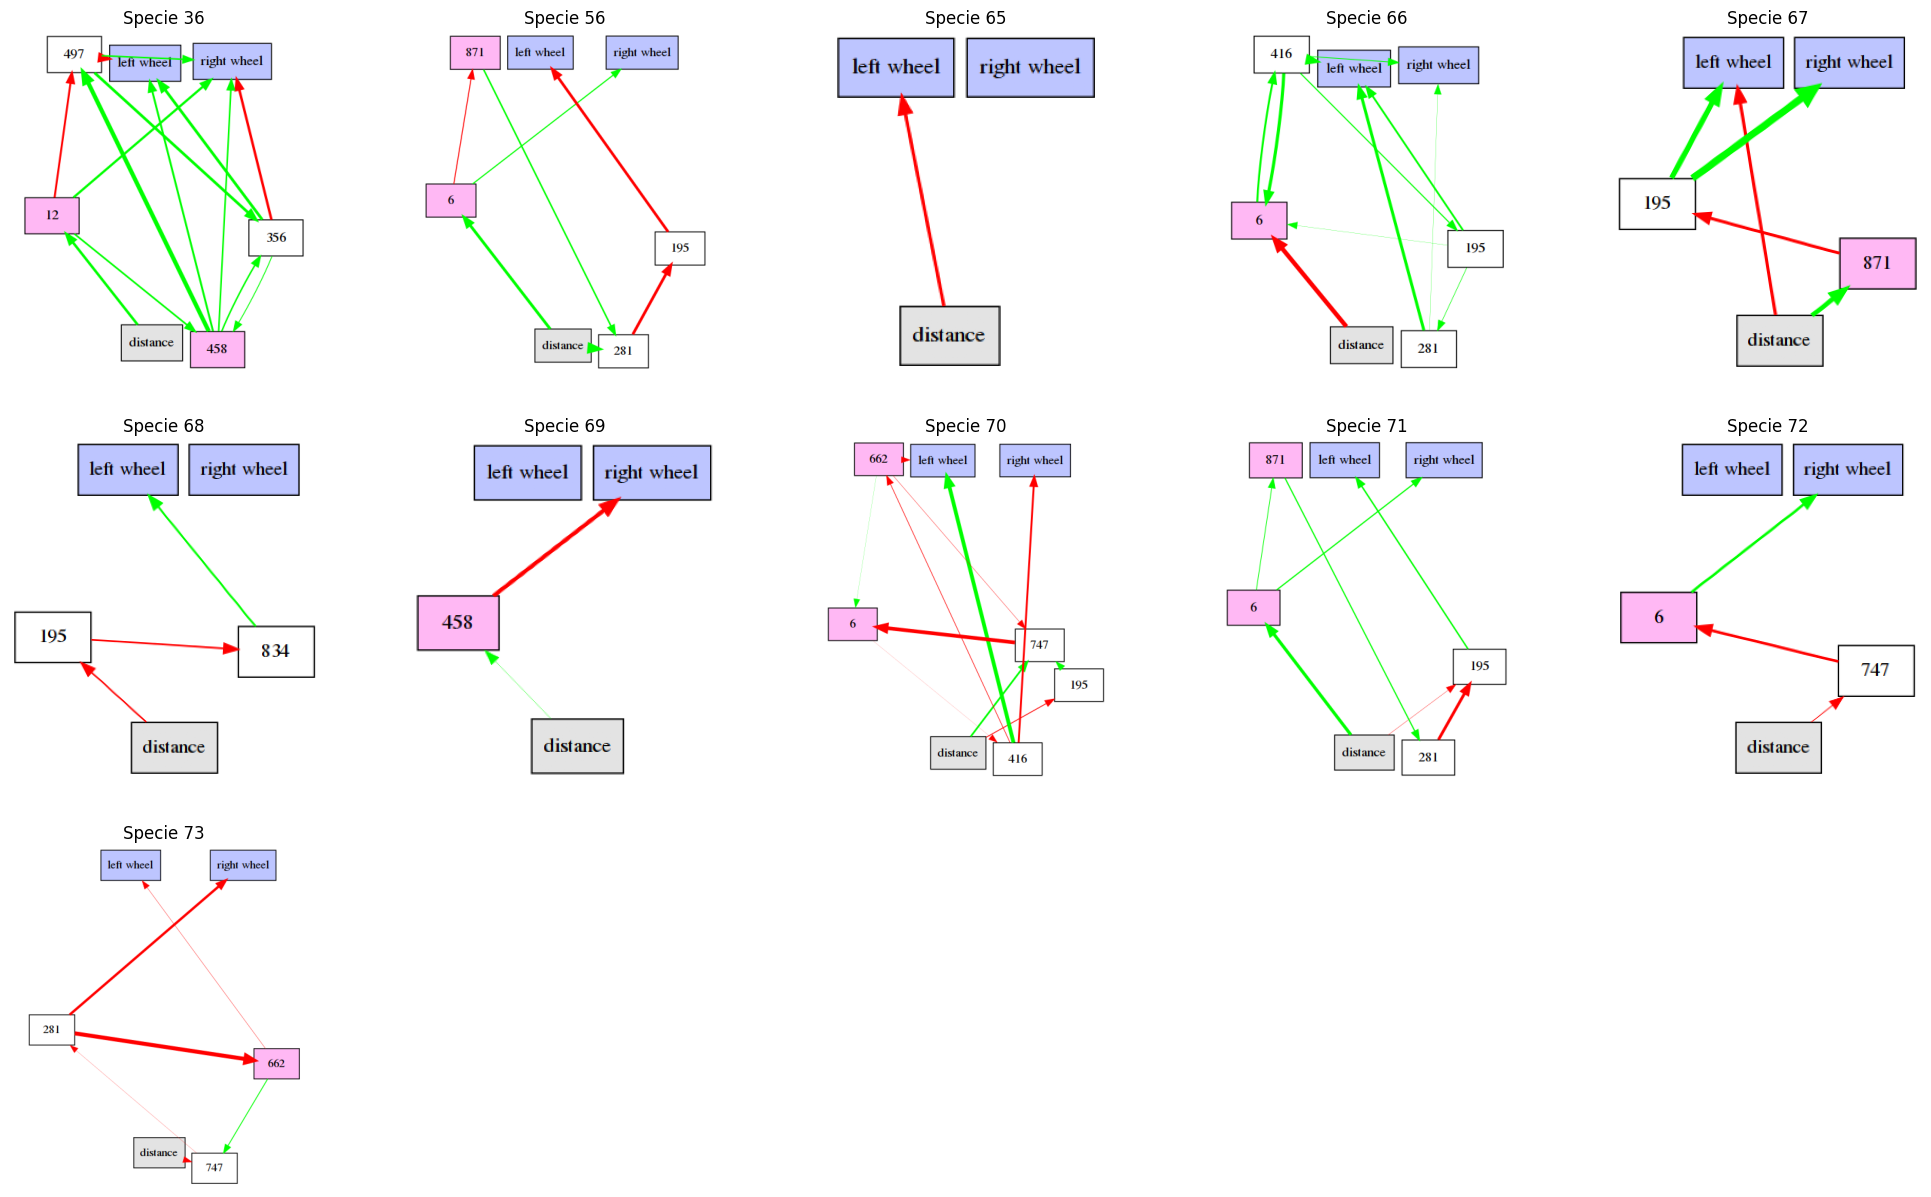 Specie 36
497
left wheel
right wheel
12
356
distance
458
Specie 56
871
left wheel
right wheel
6
195
distance
281
Specie 65
left wheel
right wheel
distance
Specie 66
416
left wheel
right wheel
6
195
distance
281
Specie 67
left wheel
right wheel
195
871
distance
Specie 68
left wheel
right wheel
195
834
distance
Specie 69
left wheel
right wheel
458
distance
Specie 70
662
left wheel
right wheel
6
747
195
distance
416
Specie 71
871
left wheel
right wheel
6
195
distance
281
Specie 72
left wheel
right wheel
6
747
distance
Specie 73
left wheel
right wheel
281
662
distance
747